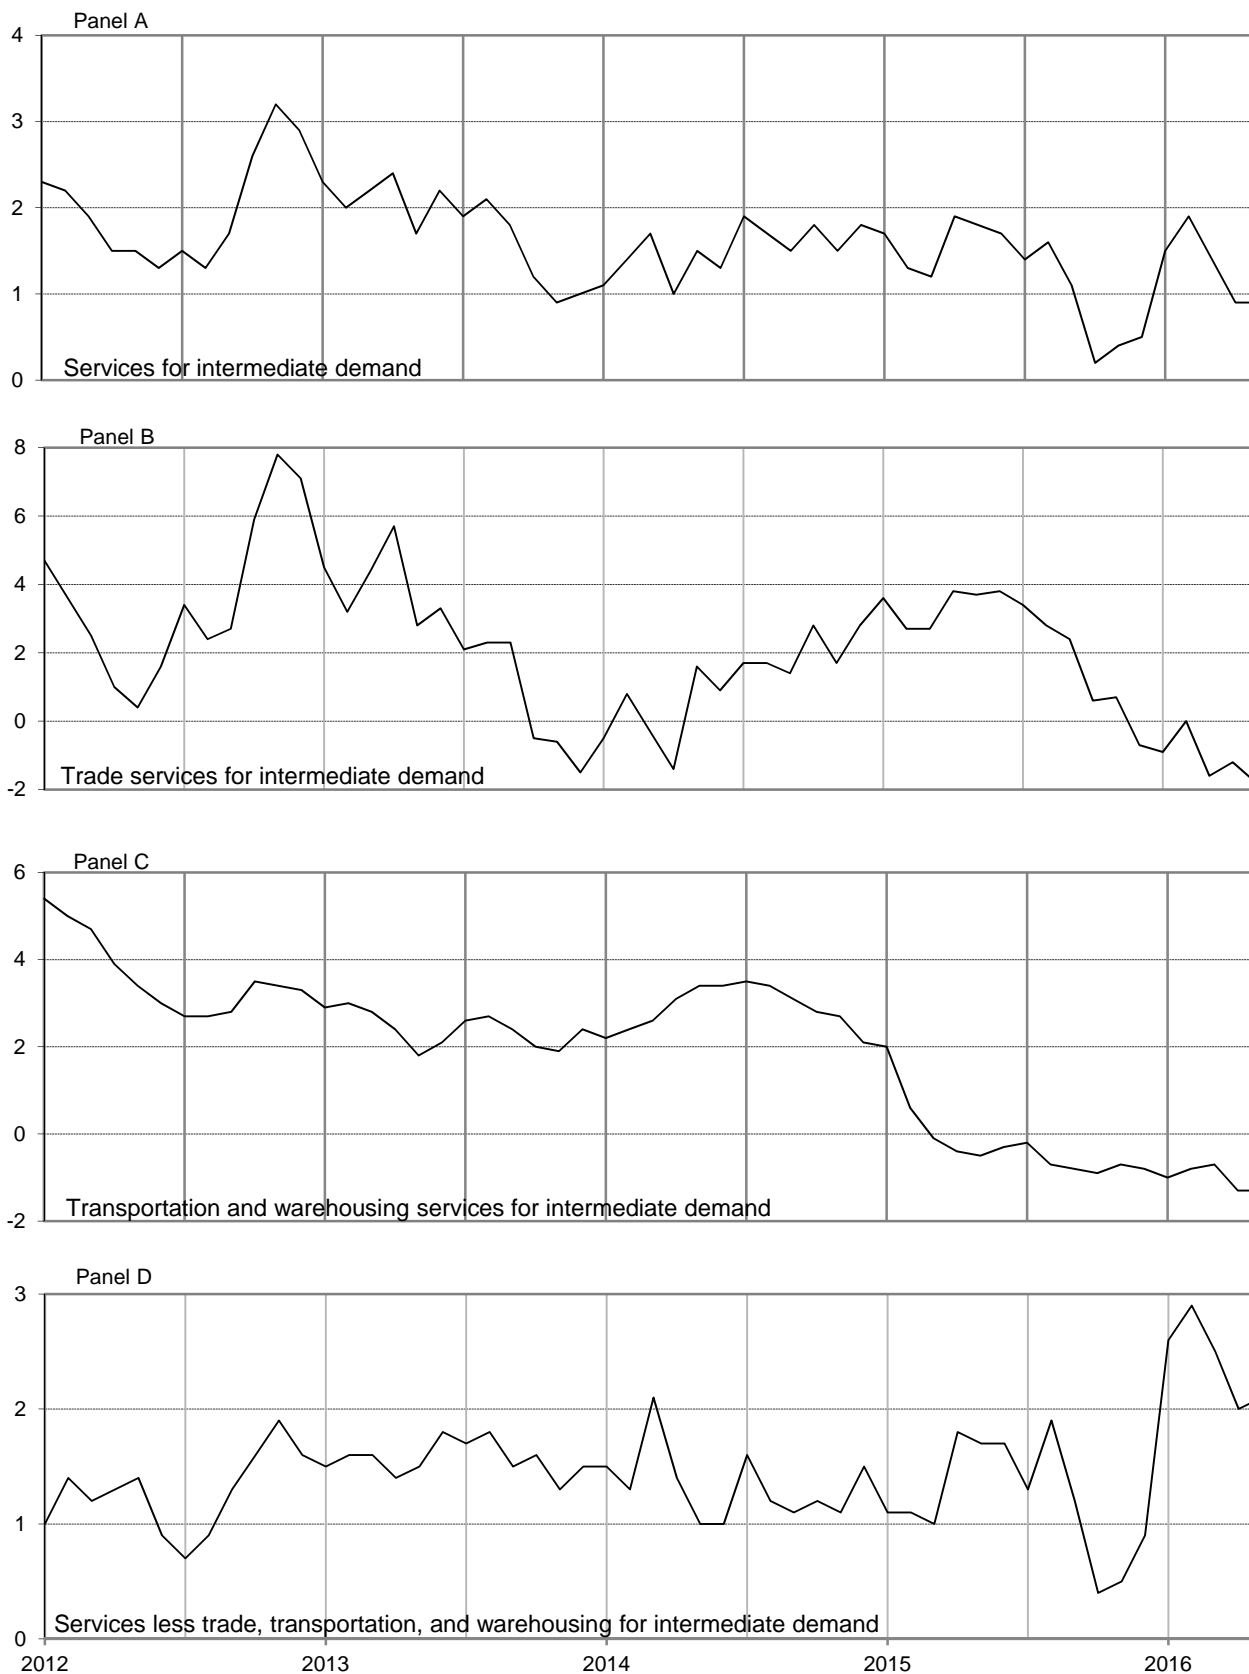 Panel A
4
3
2
1
0
Services for intermediate demand
Panel B
8
6
4
2
0
-2
Trade services for intermediate demand
Panel C
6
4
2
0
-2
Transportation and warehousing services for intermediate demand
Panel D
3
2
1
0
Services less trade, transportation, and warehousing for intermediate demand
2012 2013 2014 2015 2016